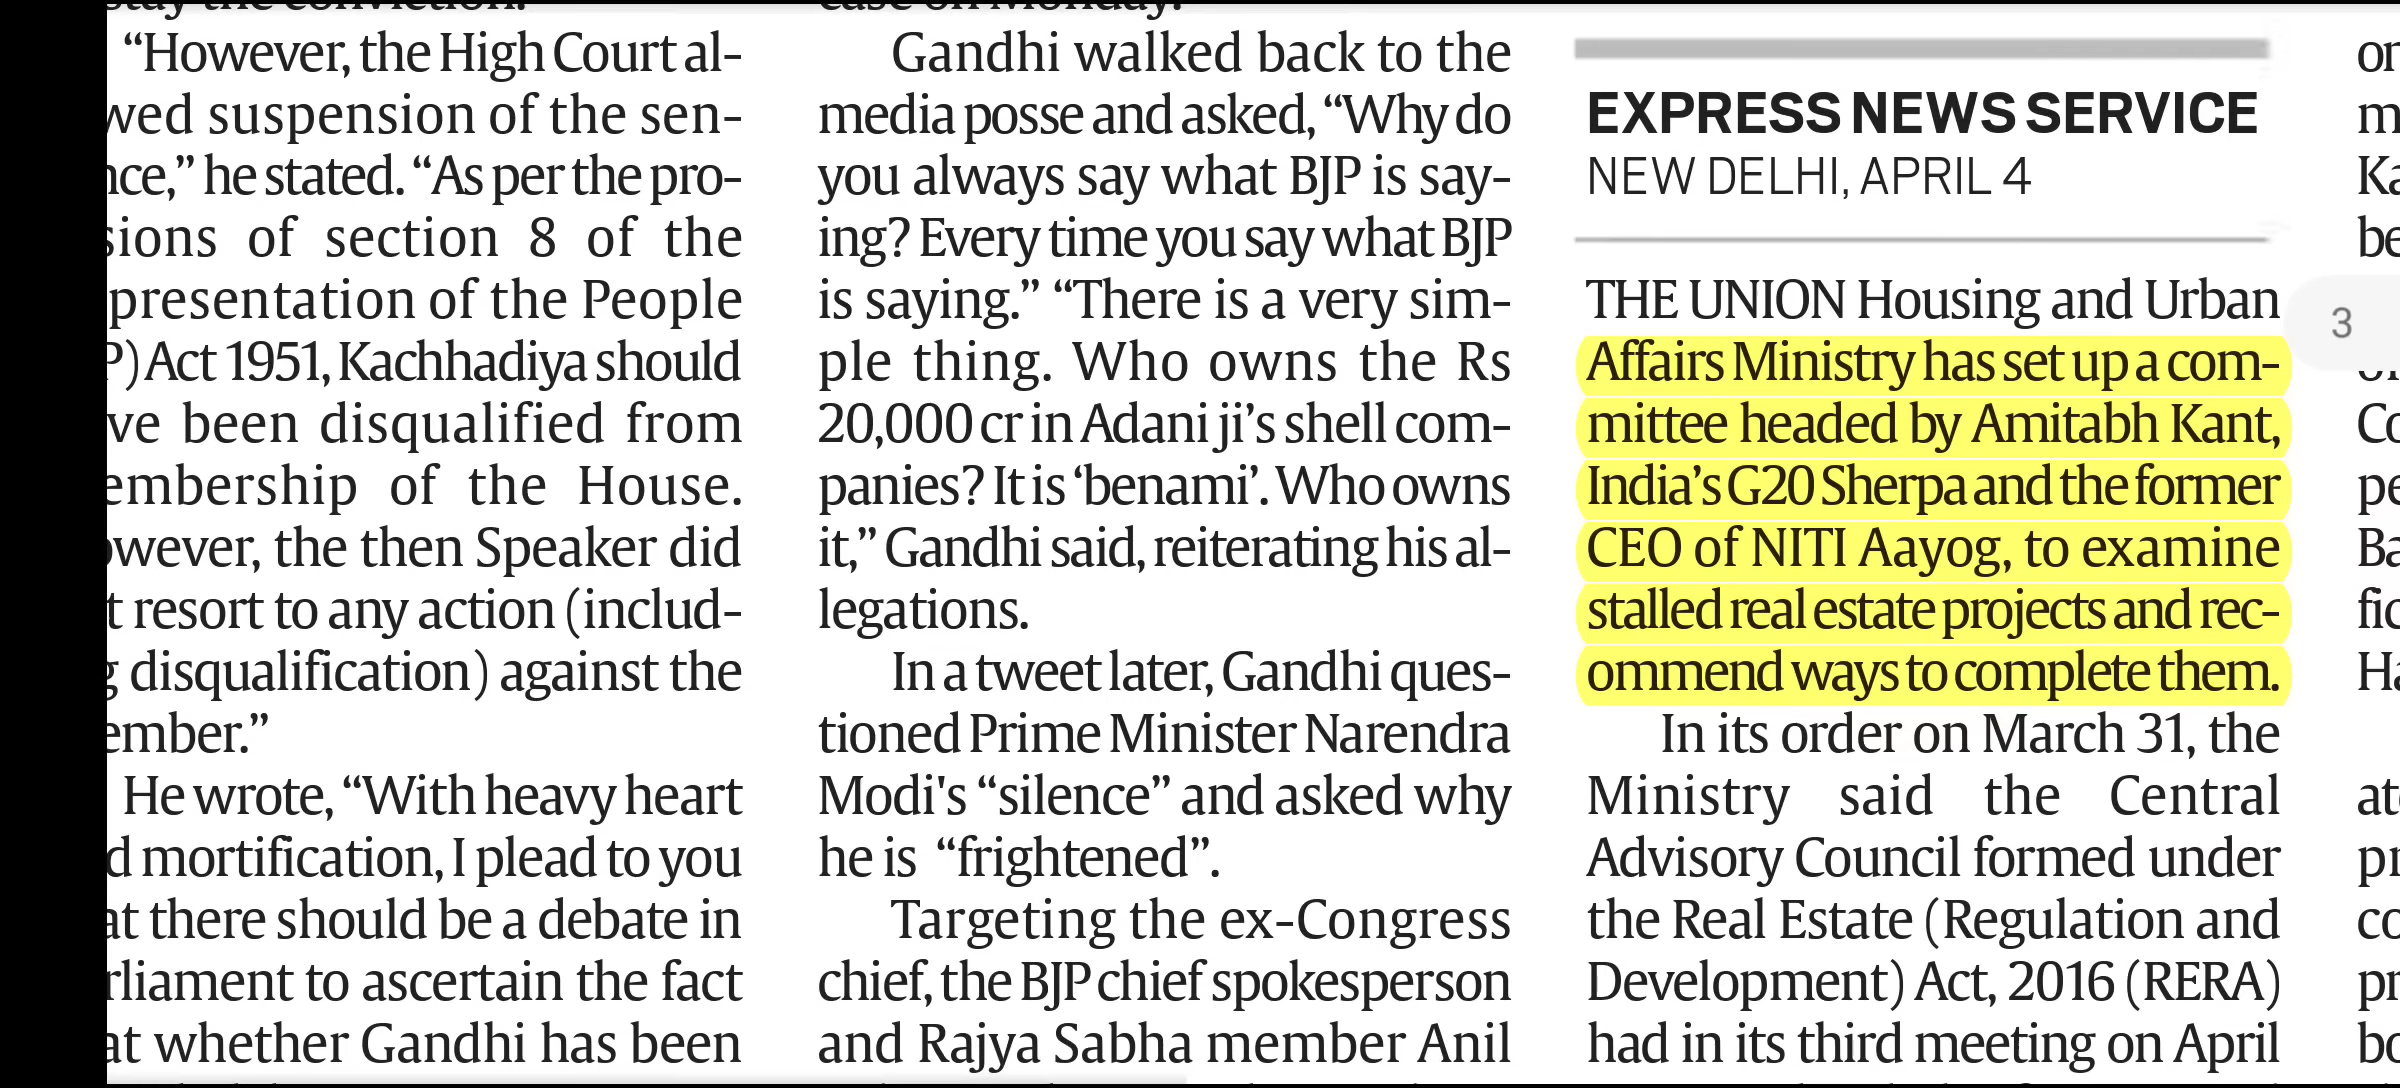 "However, the High Court al-
suspension of the sen-
he stated. "As per the pro-
of section 8 of the
of the People
Act 1951, Kachhadiya should
been disqualified from
of the House.
the then Speaker did
resort to any action (includ-
disqualification) against the
He wrote, "With heavy heart
mortification, I plead to you
there should be a debate in
to ascertain the fact
whether Gandhi has been
case on Monday.
Gandhi walked back to the
media posse and asked, "Why do
you always say what BJP is say-
ing? Every time you say what BJP
is saying." "There is a very sim-
ple thing. Who owns the Rs
20,000 cr in Adani ji's shell com-
panies? It is 'benami'. Who owns
it," Gandhi said, reiterating his al-
legations.
In a tweet later, Gandhi ques-
tioned Prime Minister Narendra
Modi's "silence" and asked why
he is "frightened".
Targeting the ex-Congress
chief, the BJP chief spokesperson
and Rajya Sabha member Anil
EXPRESS NEWS SERVICE
NEW DELHI, APRIL 4
THE UNION Housing and Urban
Affairs Ministry has set up a com-
mittee headed by Amitabh Kant,
India's G20 Sherpa and the former
CEO of NITI Aayog, to examine
stalled real estate projects and rec-
ommend ways to complete them.
In its order on March 31, the
Ministry said the Central
Advisory Council formed under
the Real Estate (Regulation and
Development) Act, 2016 (RERA)
had in its third meeting on April
3